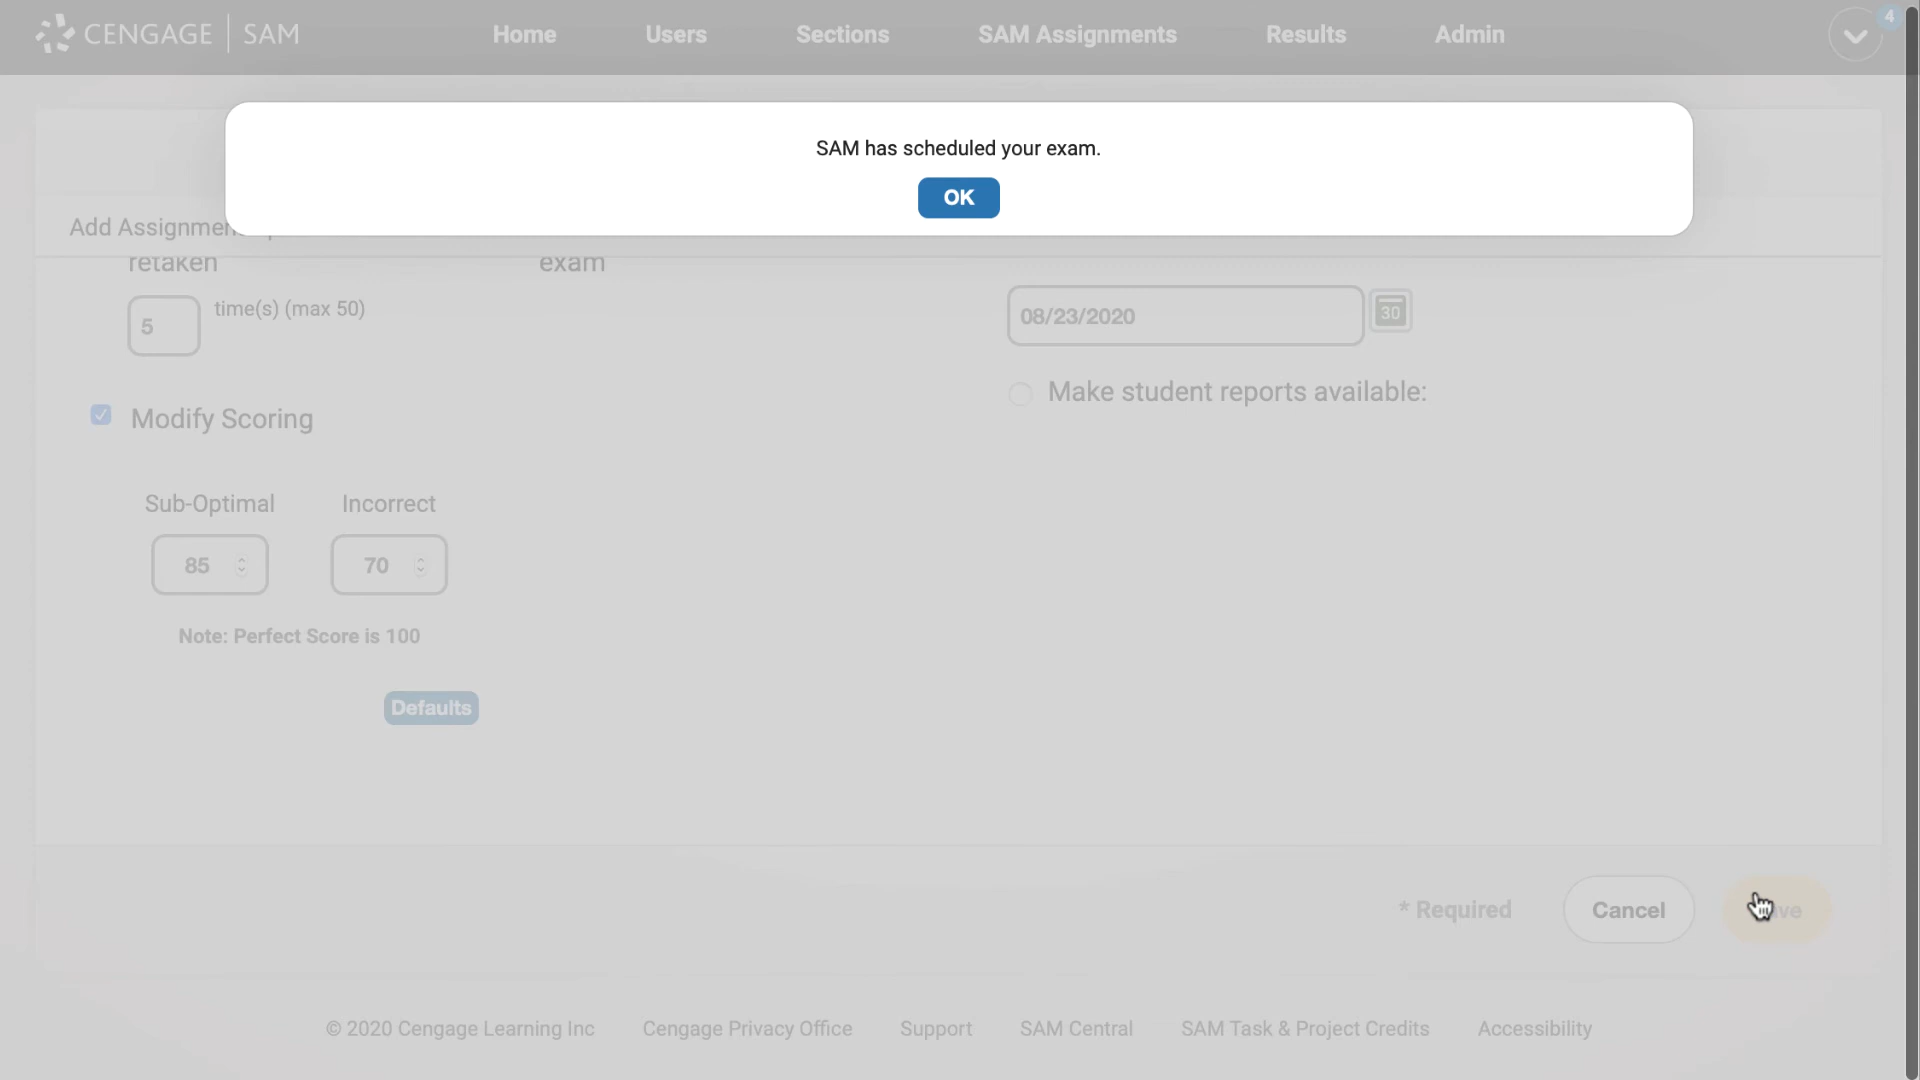 CENGAGE | SAM
Home
Users
Sections
SAM Assignments
Results
Admin
4
SAM has scheduled your exam.
OK
Add
retaken
exam
5
time(s) (max 50)
08/23/2020
30
Make student reports available:
Modify Scoring
Sub-Optimal
Incorrect
85
70
Note: Perfect Score is 100
Defaults
* Required
Cancel
© 2020 Cengage Learning Inc
Cengage Privacy Office
Support
SAM Central
SAM Task & Project Credits
Accessibility